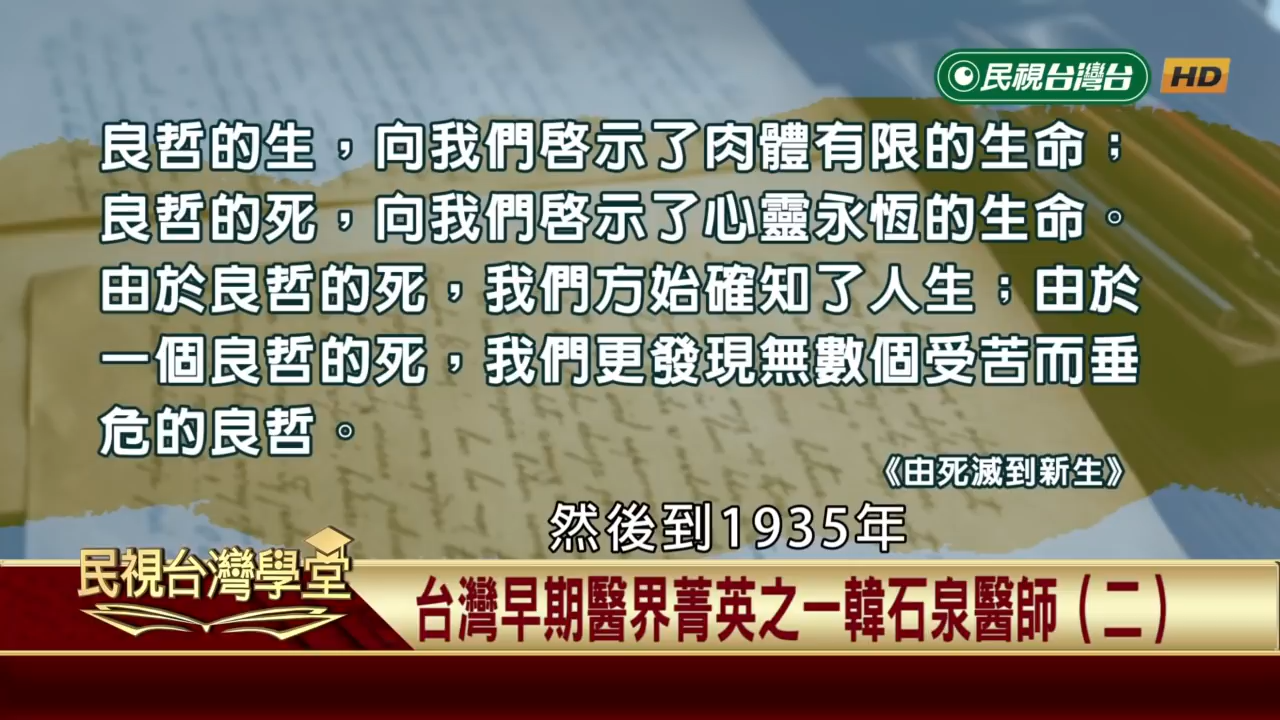 民視台灣台 HD
良哲的生，向我們啓示了肉體有限的生命；
良哲的死，向我們啓示了心靈永恆的生命。
由於良哲的死，我們方始確知了人生；由於
一個良哲的死，我們更發現無數個受苦而垂
危的良哲。
《由死滅到新生》
然後到1935年
民視台灣學堂
台灣早期醫界菁英之一韓石泉醫師（二）